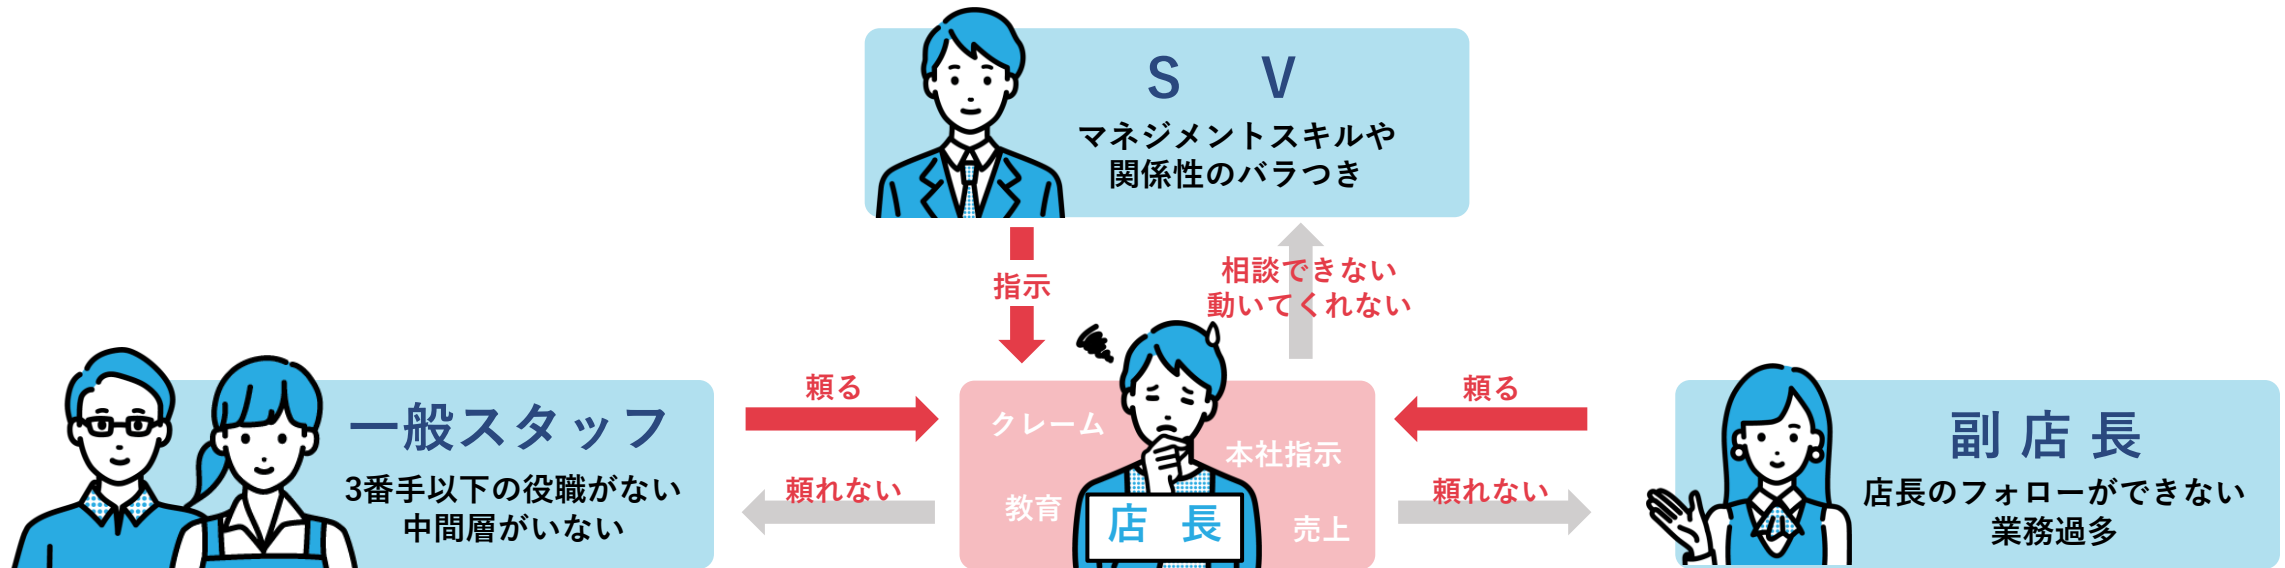 S V
マネジメントスキルや
関係性のバラつき
指示
相談できない
動いてくれない
一般スタッフ
3番手以下の役職がない
中間層がいない
頼る
頼れない
クレーム
本社指示
教育
売上
店 長
頼る
頼れない
副 店 長
店長のフォローができない
業務過多